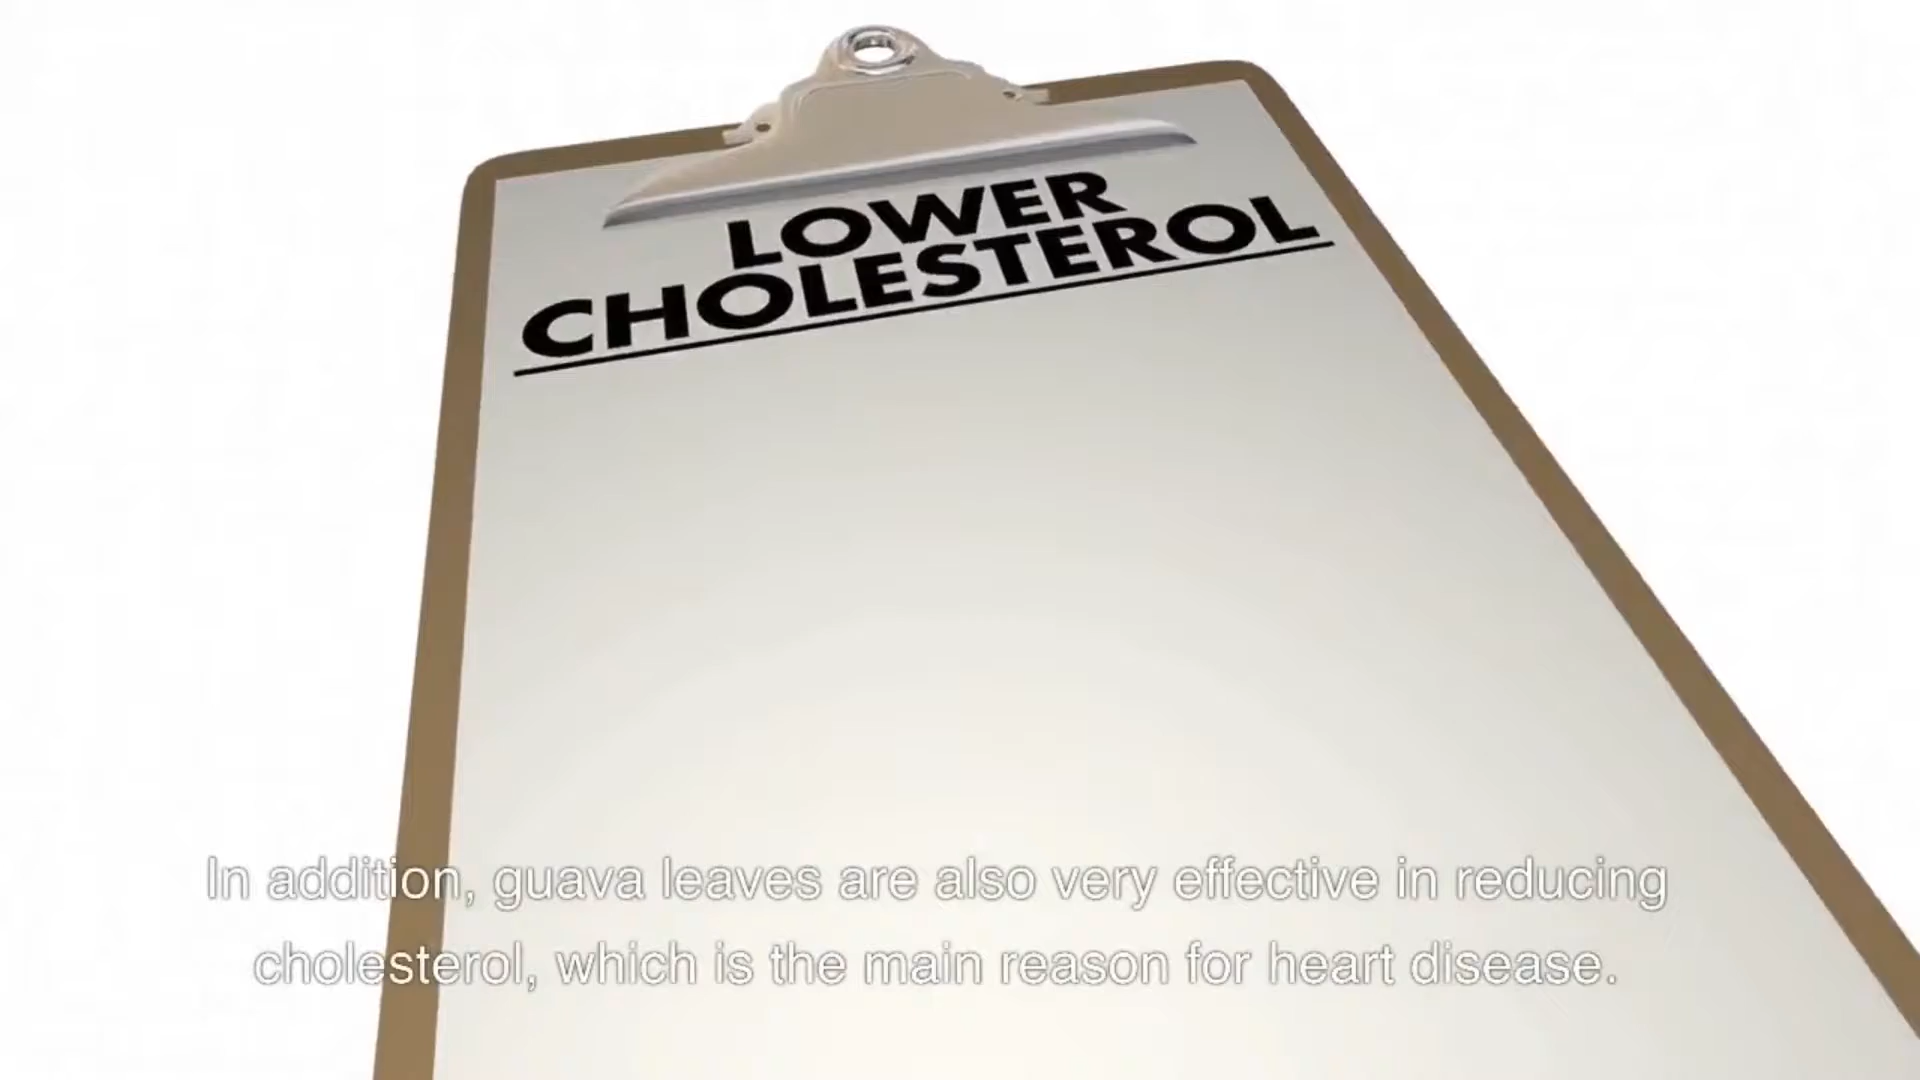 LOWER
CHOLESTEROL
In addition, guava leaves are also very effective in reducing
cholesterol, which is the main reason for heart disease.